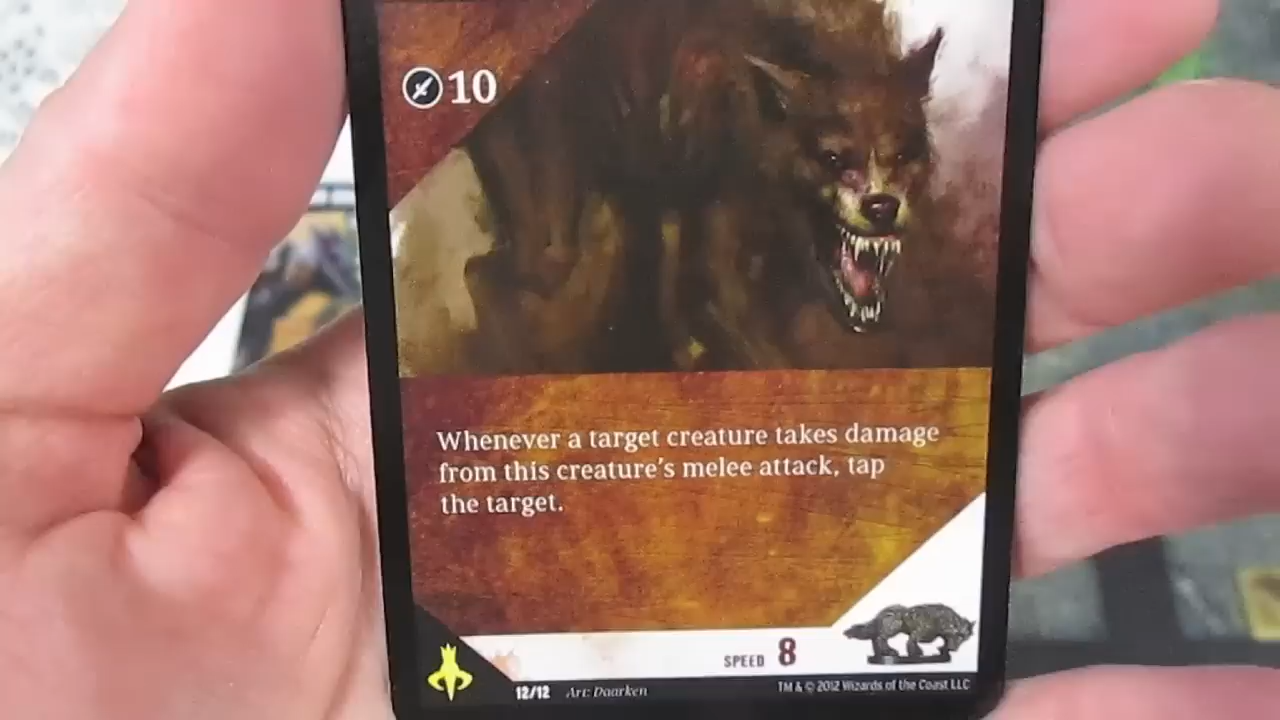 10
Whenever a target creature takes damage
from this creature's melee attack, tap
the target.
SPEED 8
12/12 Art: Daarken
TM & © 2012 Wizards of the Coast LLC